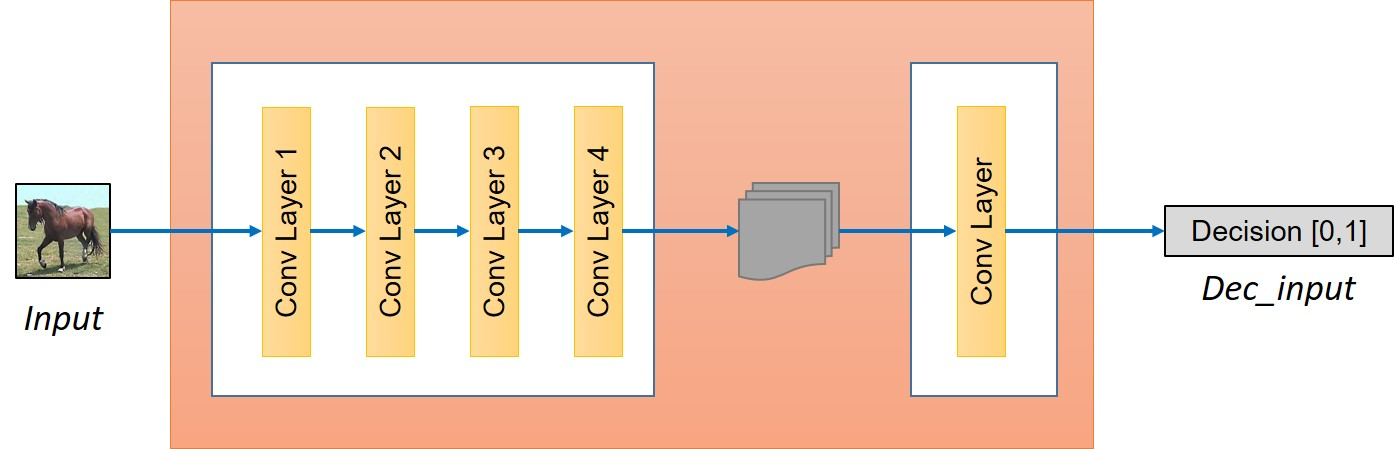 Input
Conv Layer 1
Conv Layer 2
Conv Layer 3
Conv Layer 4
Conv Layer
Decision [0,1]
Dec_input